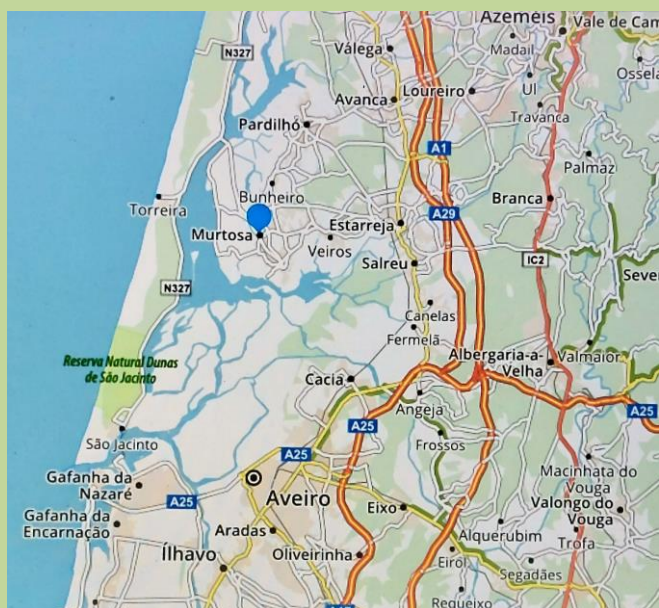 Azeméis
Vale de Cam
N327
Válega
Madail
Ossela
Loureiro
Ul
Avanca
Travanca
Pardilhó
A1
Palmaz
Bunheiro
Torreira
Branca
A29
Murtosa
Estarreja
Veiros
IC2
Salreu
Seve
N327
Canelas
Fermelã
Reserva Natural Dunas
de São Jacinto
Albergaria-a-
Velha
Valmaior
Cacia
Angeja
A25
A25
São Jacinto
Frossos
A25
Gafanha da
Nazaré
A25
Aveiro
Macinhata do
Vouga
Eixo
Valongo do
Vouga
Gafanha da
Encarnação
Aradas
Alquerubim
Trofa
Ílhavo
Oliveirinha
Eirol
Segadães
Requeixo